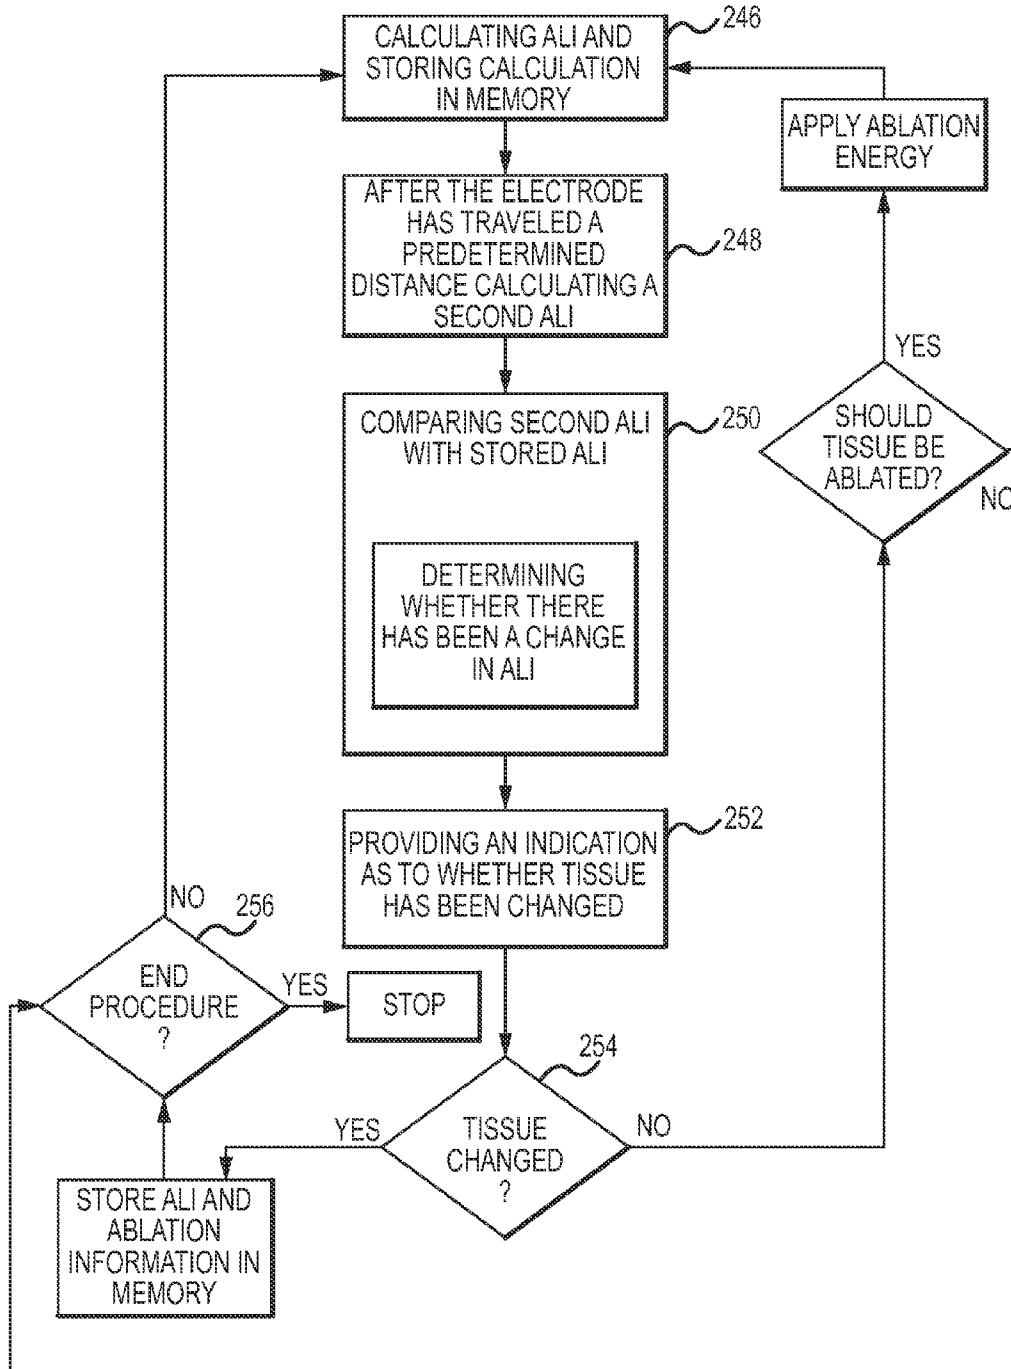 CALCULATING ALI AND
STORING CALCULATION
IN MEMORY
246
APPLY ABLATION
ENERGY
AFTER THE ELECTRODE
HAS TRAVELED A
PREDETERMINED
DISTANCE CALCULATING A
SECOND ALI
248
YES
SHOULD
TISSUE BE
ABLATED?
NO
COMPARING SECOND ALI
WITH STORED ALI
250
DETERMINING
WHETHER THERE
HAS BEEN A CHANGE
IN ALI
PROVIDING AN INDICATION
AS TO WHETHER TISSUE
HAS BEEN CHANGED
252
NO
256
END
PROCEDURE
?
YES
STOP
254
TISSUE
CHANGED
?
YES
NO
STORE ALI AND
ABLATION
INFORMATION IN
MEMORY